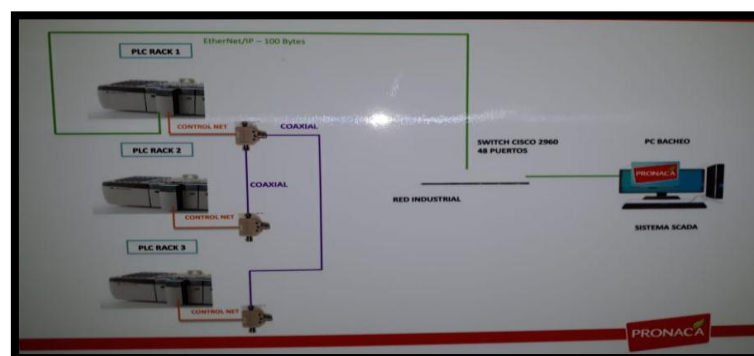 EtherNet/IP – 100 Bytes
PLC RACK 1
CONTROL NET
COAXIAL
PLC RACK 2
COAXIAL
CONTROL NET
PLC RACK 3
CONTROL NET
SWITCH CISCO 2960
48 PUERTOS
RED INDUSTRIAL
PC BACHEO
PRONACA
SISTEMA SCADA
PRONACA